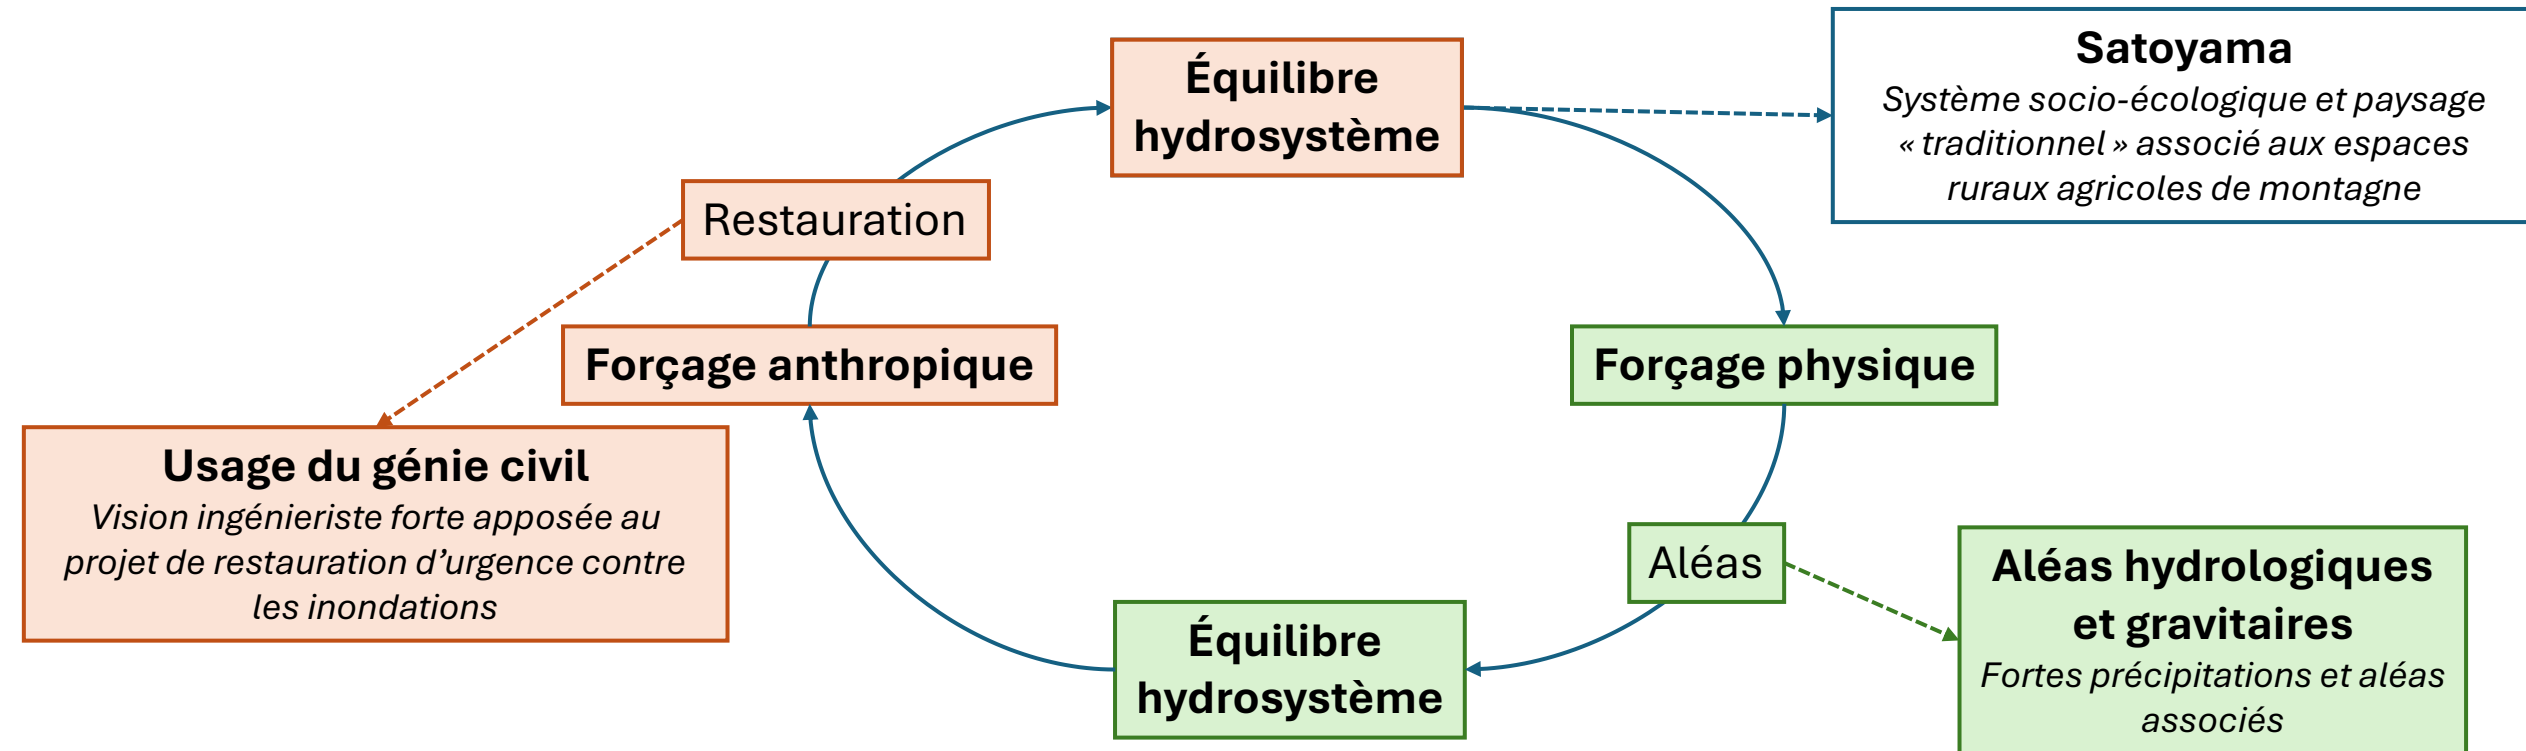 Équilibre
hydrosystème
Satoyama
Système socio-écologique et paysage
« traditionnel » associé aux espaces
ruraux agricoles de montagne
Restauration
Forçage anthropique
Forçage physique
Usage du génie civil
Vision ingénieriste forte apposée au
projet de restauration d’urgence contre
les inondations
Aléas
Aléas hydrologiques
et gravitaires
Fortes précipitations et aléas
associés
Équilibre
hydrosystème